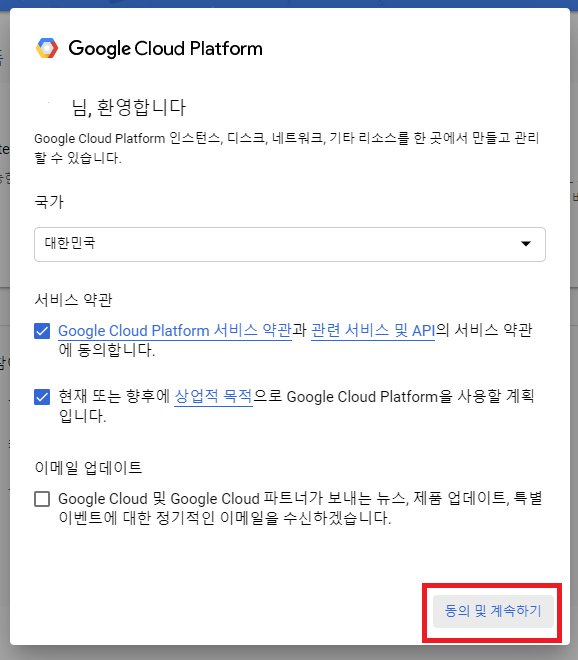 Google Cloud Platform
님, 환영합니다
Google Cloud Platform 인스턴스, 디스크, 네트워크, 기타 리소스를 한 곳에서 만들고 관리
할 수 있습니다.
국가
대한민국
서비스 약관
Google Cloud Platform 서비스 약관과 관련 서비스 및 API의 서비스 약관
에 동의합니다.
현재 또는 향후에 상업적 목적으로 Google Cloud Platform을 사용할 계획
입니다.
이메일 업데이트
Google Cloud 및 Google Cloud 파트너가 보내는 뉴스, 제품 업데이트, 특별
이벤트에 대한 정기적인 이메일을 수신하겠습니다.
동의 및 계속하기